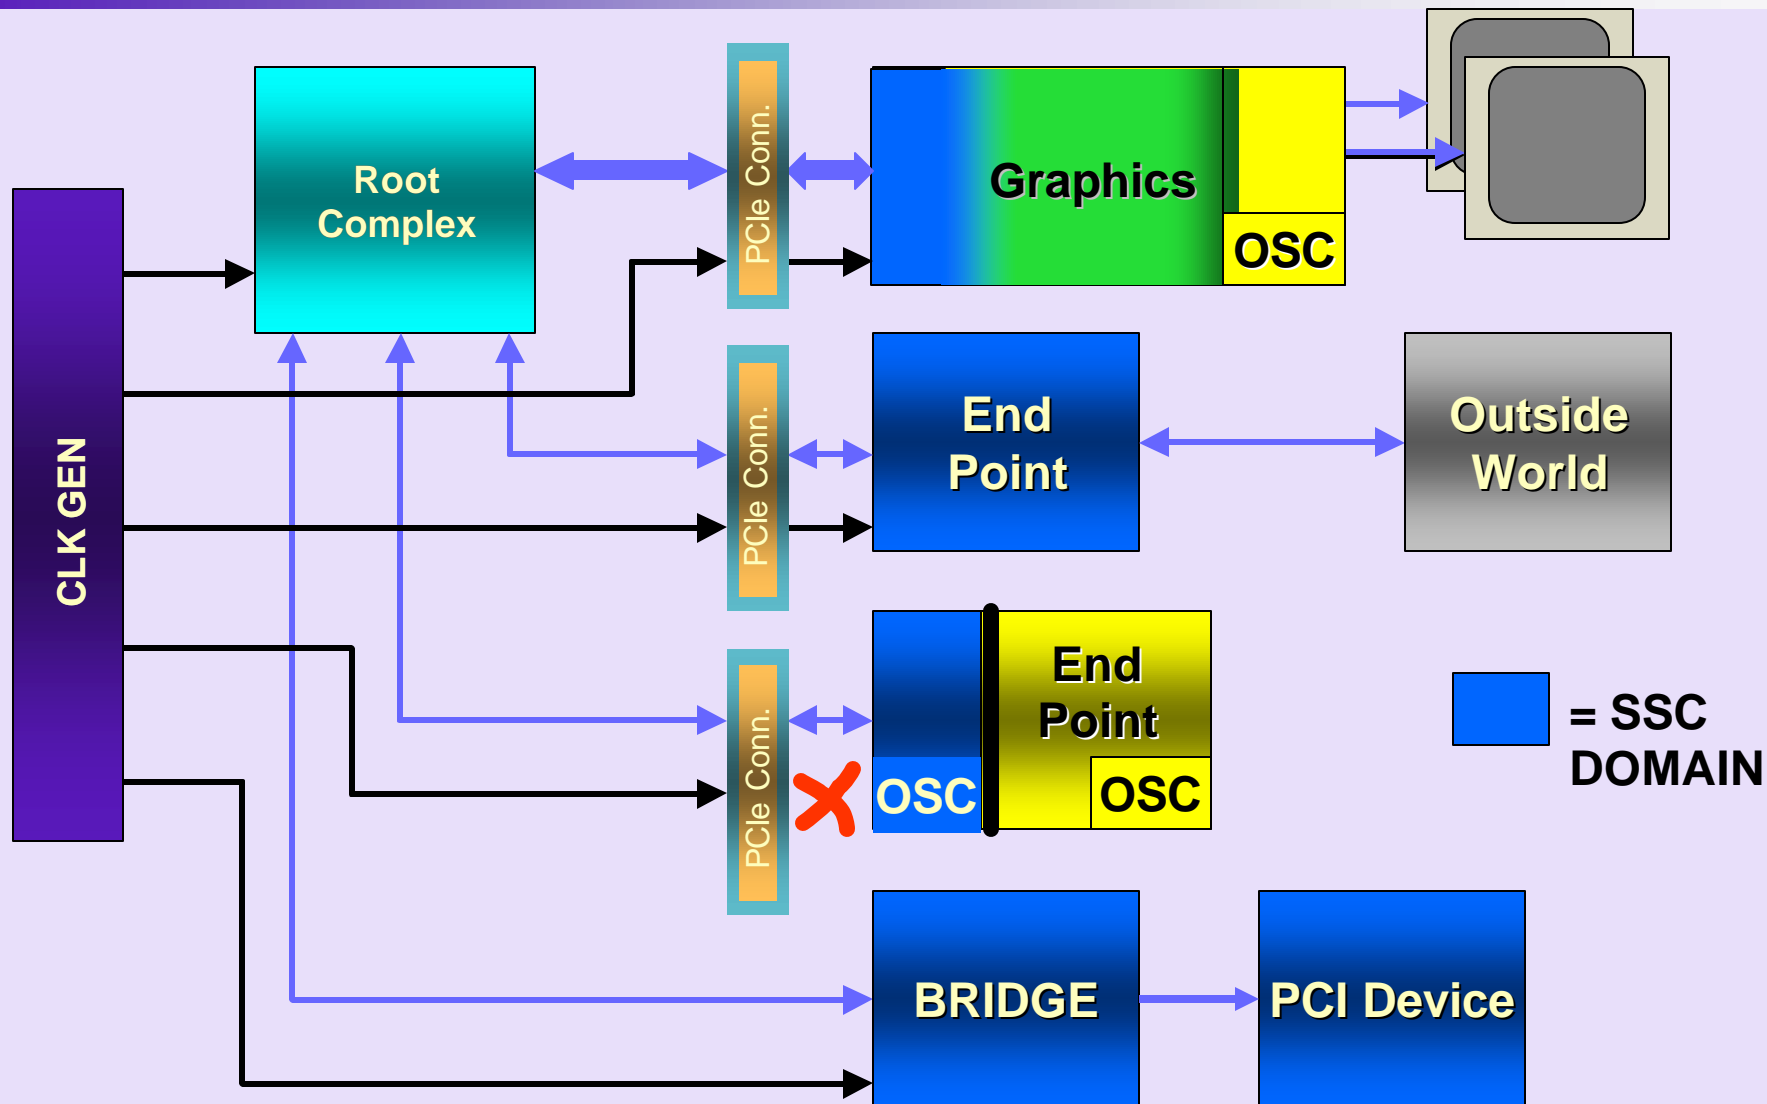 CLK GEN
Root
Complex
PCIe Conn.
Graphics
OSC
PCIe Conn.
End
Point
Outside
World
PCIe Conn.
OSC
End
Point
OSC
= SSC
DOMAIN
BRIDGE
PCI Device